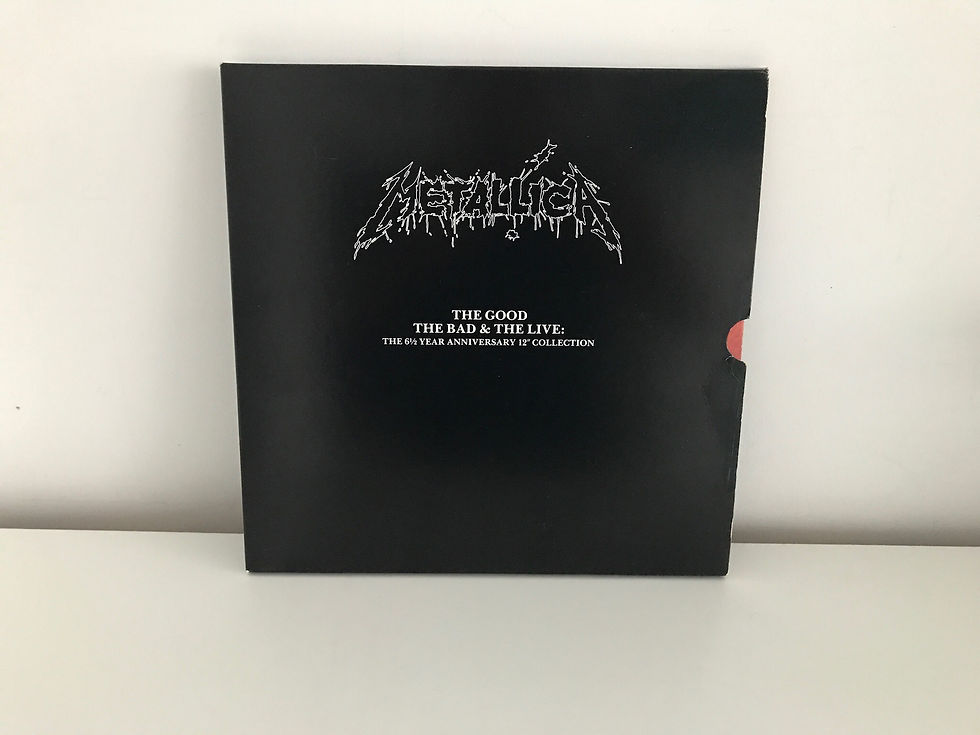 METALLICA
THE GOOD
THE BAD & THE LIVE:
THE 6½ YEAR ANNIVERSARY 12" COLLECTION